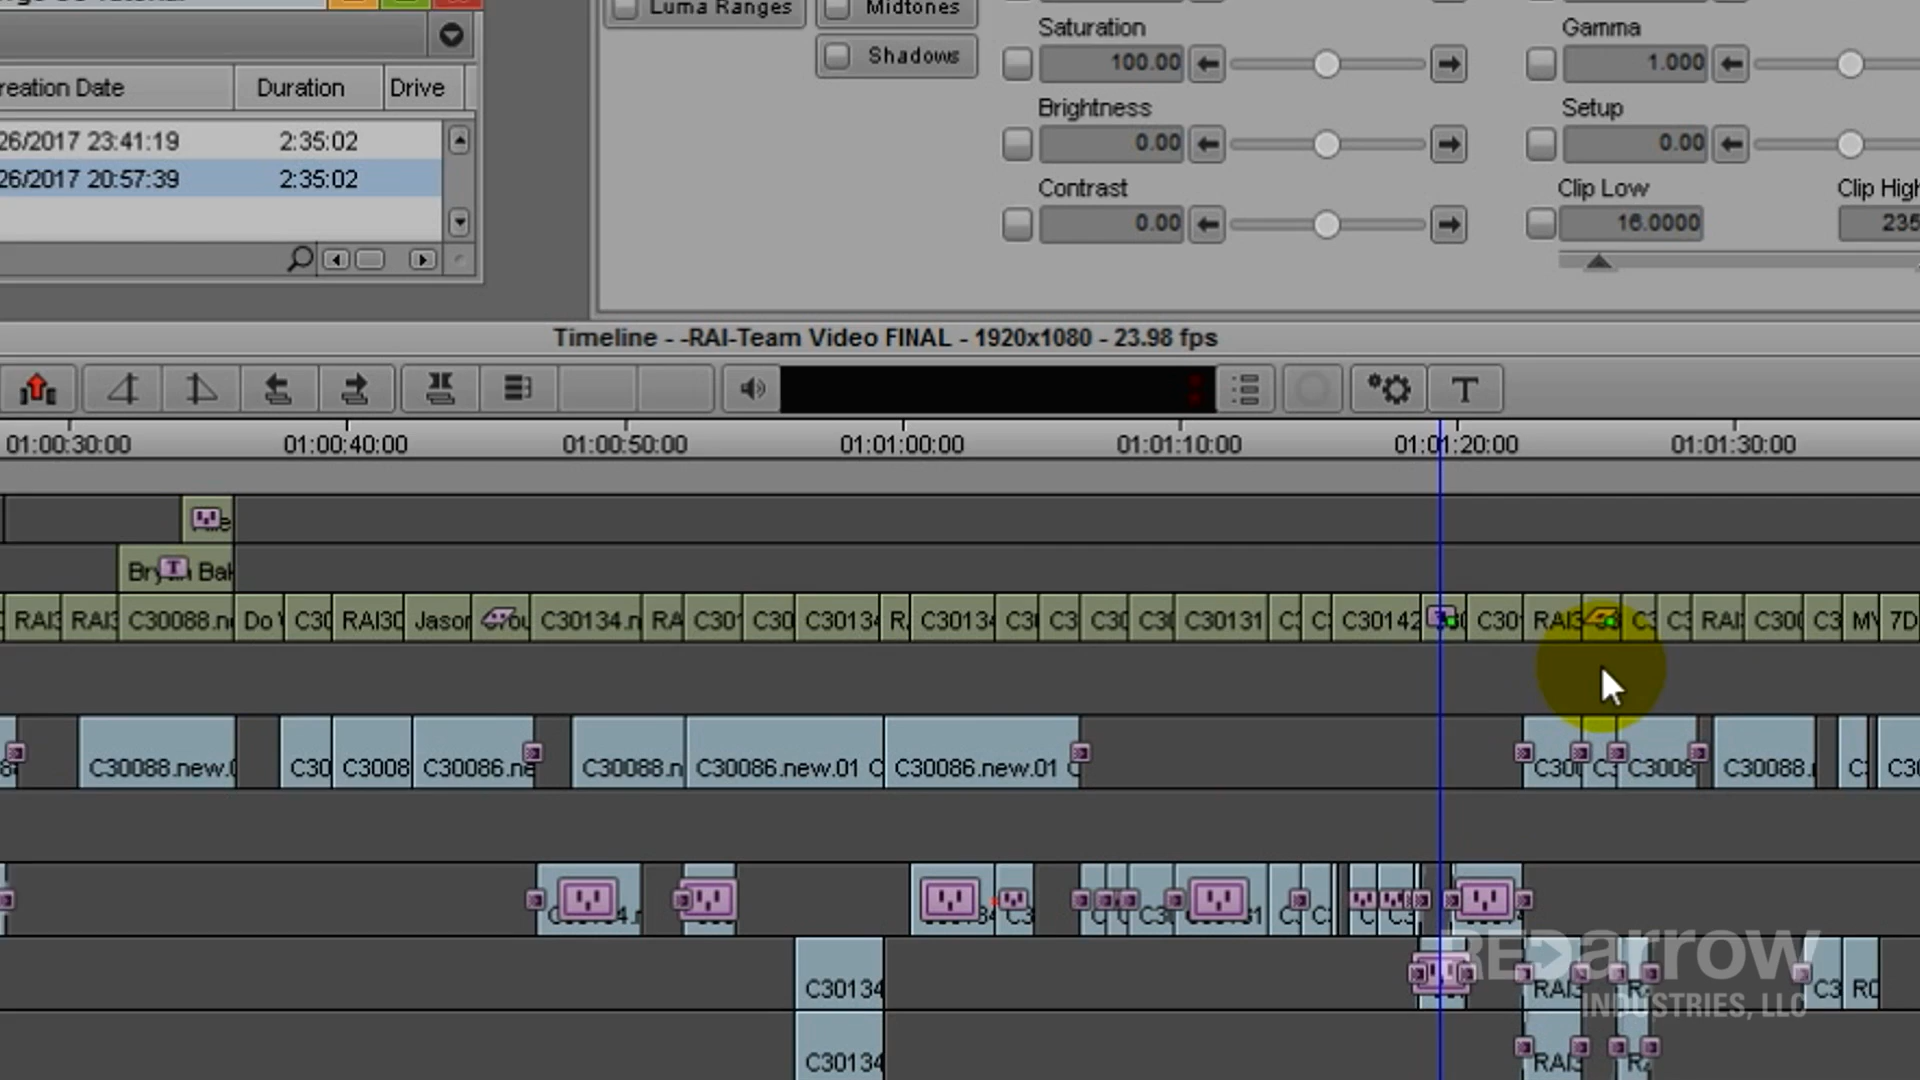 Luma Ranges
Midtones
Shadows
Saturation
100.00
Brightness
0.00
Contrast
0.00
Gamma
1.000
Setup
0.00
Clip Low
16.0000
Clip High
235
reation Date Duration Drive
26/2017 23:41:19 2:35:02
26/2017 20:57:39 2:35:02
Timeline - -RAI-Team Video FINAL - 1920x1080 - 23.98 fps
T
01:00:30:00 01:00:40:00 01:00:50:00 01:01:00:00 01:01:10:00 01:01:20:00 01:01:30:00
T Bak
RAI3 RAI3 C30088.n Do C30 RAI30 Jason C30134.n RA C301 C30 C30134 R C30134 C3 C3 C30 C3 C30131 C C C30142 C30 RAI3 C3 C RAI C300 C3 MV 7D
C30088.new.0 C30 C3008 C30086.ne C30088.n C30086.new.01 C C30086.new.01 C C30 C C3008 C30088. C C30
C3 C C3 C C C C3
C30134 RAI3 R C3 RO
C30134 RAI3 R
REDarrow
INDUSTRIES, LLC